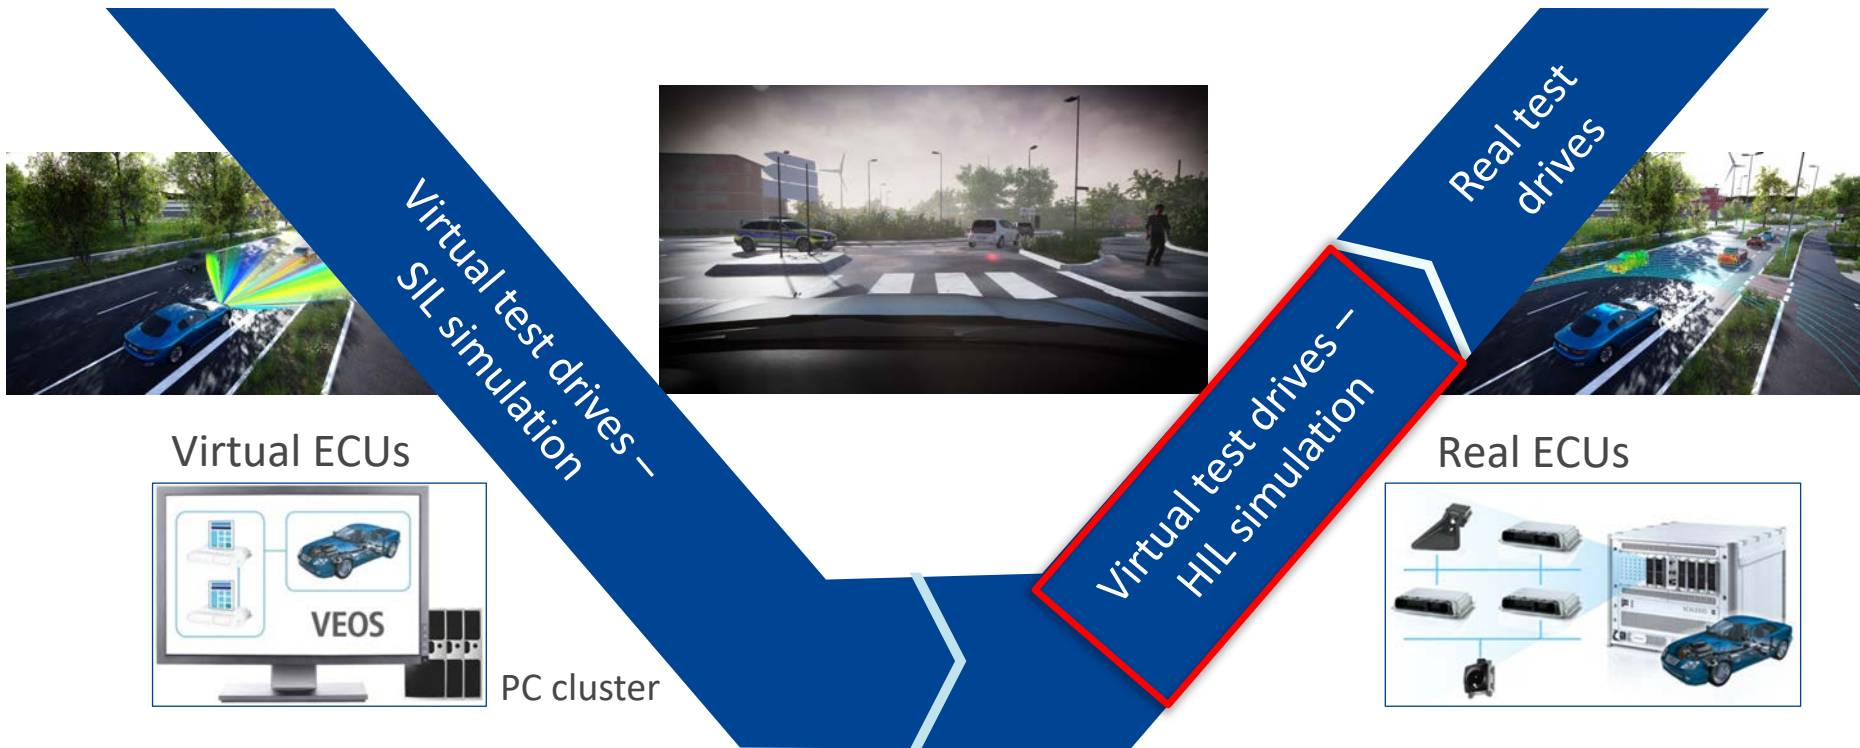 Virtual test drives –
SIL simulation
Real test
drives
Virtual test drives –
HIL simulation
Virtual ECUs
VEOS
PC cluster
Real ECUs